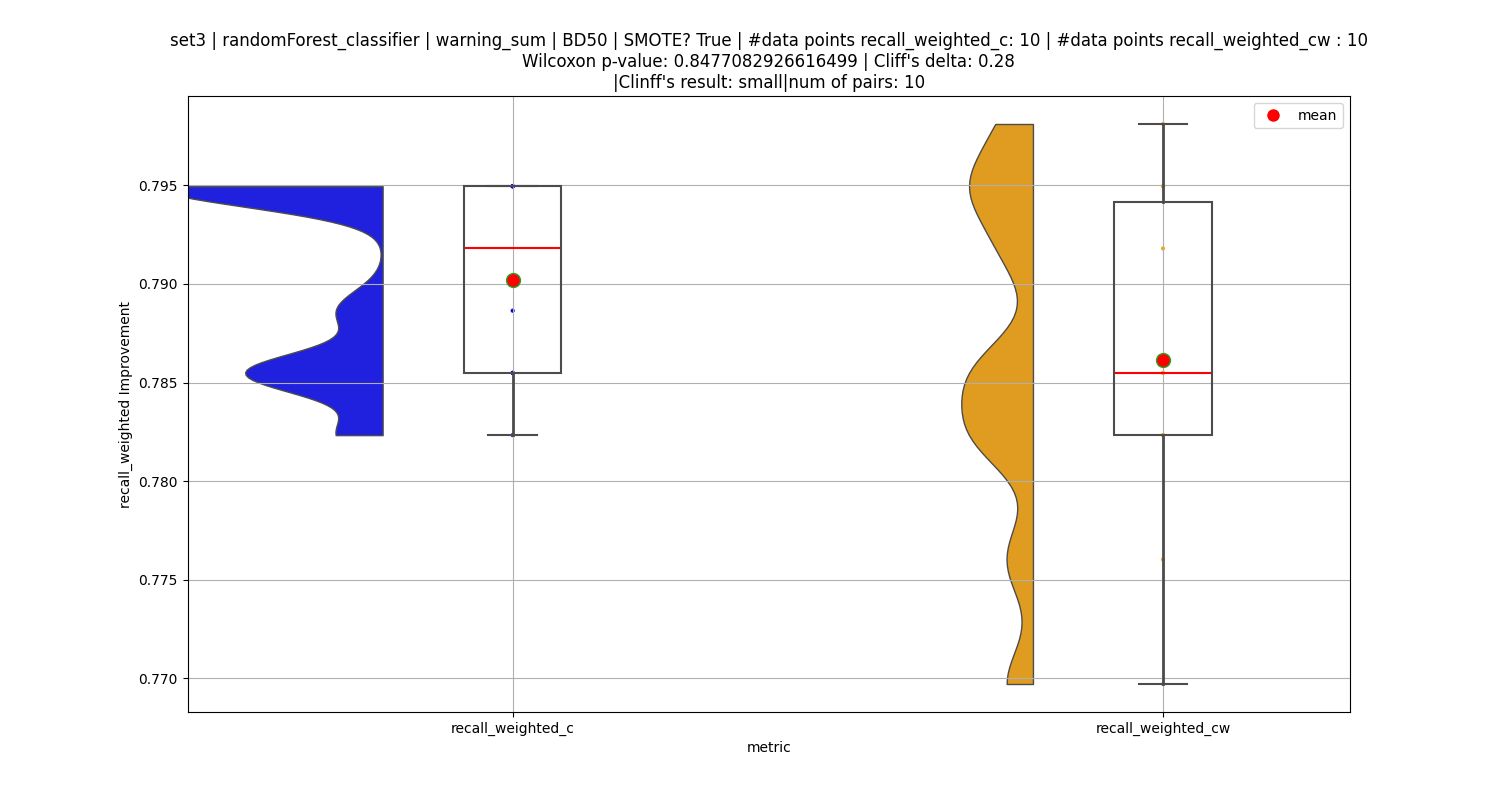 set3 | randomForest_classifier | warning_sum | BD50 | SMOTE? True | #data points recall_weighted_c: 10 | #data points recall_weighted_cw : 10
Wilcoxon p-value: 0.8477082926616499 | Cliff's delta: 0.28
|Clinff's result: small|num of pairs: 10
mean
0.795
0.790
0.785
0.780
0.775
0.770
recall_weighted Improvement
recall_weighted_c
recall_weighted_cw
metric